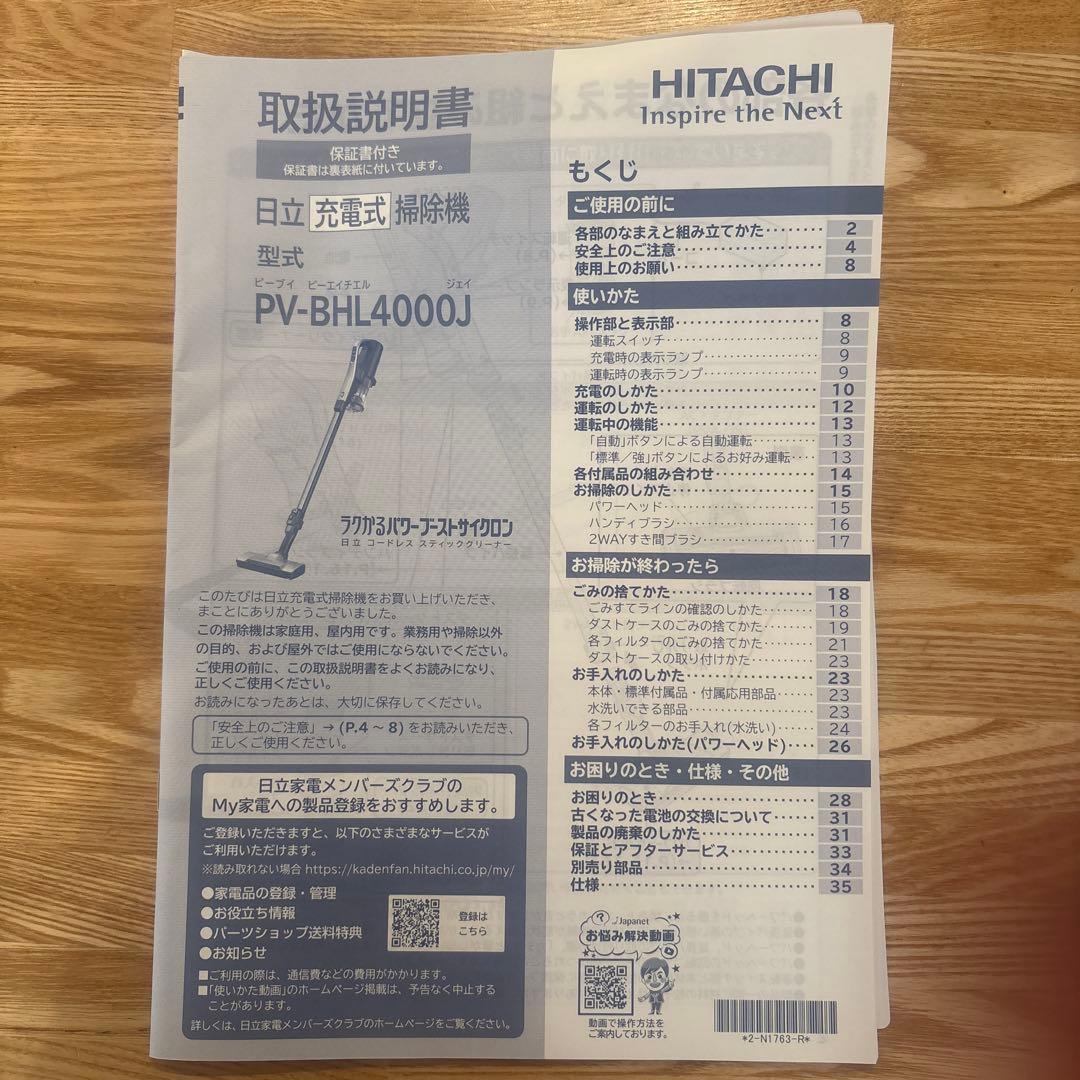 取扱説明書
保証書付き
保証書は裏表紙に付いています。
日立 充電式 掃除機
型式
ピーブイ ビーエイチエル ジェイ
PV-BHL4000J
ラクかるパワーブーストサイクロン
日立 コードレス スティッククリーナー
このたびは日立充電式掃除機をお買い上げいただき、
まことにありがとうございました。
この掃除機は家庭用、屋内用です。業務用や掃除以外
の目的、および屋外ではご使用にならないでください。
ご使用の前に、この取扱説明書をよくお読みになり、
正しくご使用ください。
お読みになったあとは、大切に保存してください。
「安全上のご注意」→(P.4～8)をお読みいただき、
正しくご使用ください。
日立家電メンバーズクラブの
My家電への製品登録をおすすめします。
ご登録いただきますと、以下のさまざまなサービスが
ご利用いただけます。
※読み取れない場合 https://kadenfan.hitachi.co.jp/my/
●家電品の登録・管理
●お役立ち情報
●パーツショップ送料特典
●お知らせ
登録は
こちら
■ご利用の際は、通信費などの費用がかかります。
■「使いかた動画」のホームページ掲載は、予告なく中止する
ことがあります。
詳しくは、日立家電メンバーズクラブのホームページをご覧ください。
HITACHI
Inspire the Next
もくじ
ご使用の前に
各部のなまえと組み立てかた‥‥‥‥ 2
安全上のご注意‥‥‥‥‥‥‥‥ 4
使用上のお願い‥‥‥‥‥‥‥‥ 8
使いかた
操作部と表示部‥‥‥‥‥‥‥‥ 8
運転スイッチ‥‥‥‥‥‥‥‥ 8
充電時の表示ランプ‥‥‥‥‥‥ 9
運転時の表示ランプ‥‥‥‥‥‥ 9
充電のしかた‥‥‥‥‥‥‥‥ 10
運転のしかた‥‥‥‥‥‥‥‥ 12
運転中の機能‥‥‥‥‥‥‥‥ 13
「自動」ボタンによる自動運転‥‥‥‥ 13
「標準／強」ボタンによるお好み運転‥‥ 13
各付属品の組み合わせ‥‥‥‥‥‥ 14
お掃除のしかた‥‥‥‥‥‥‥‥ 15
パワーヘッド‥‥‥‥‥‥‥‥ 15
ハンディブラシ‥‥‥‥‥‥‥‥ 16
2WAYすき間ブラシ‥‥‥‥‥‥ 17
お掃除が終わったら
ごみの捨てかた‥‥‥‥‥‥‥‥ 18
ごみすてラインの確認のしかた‥‥‥‥ 18
ダストケースのごみの捨てかた‥‥‥‥ 19
各フィルターのごみの捨てかた‥‥‥‥ 21
ダストケースの取り付けかた‥‥‥‥ 23
お手入れのしかた‥‥‥‥‥‥‥‥ 23
本体・標準付属品・付属応用部品‥‥‥ 23
水洗いできる部品‥‥‥‥‥‥‥‥ 23
各フィルターのお手入れ(水洗い)‥‥‥ 24
お手入れのしかた(パワーヘッド)‥‥ 26
お困りのとき・仕様・その他
お困りのとき‥‥‥‥‥‥‥‥ 28
古くなった電池の交換について‥‥‥‥ 31
製品の廃棄のしかた‥‥‥‥‥‥ 31
保証とアフターサービス‥‥‥‥‥‥ 33
別売り部品‥‥‥‥‥‥‥‥ 34
仕様‥‥‥‥‥‥‥‥‥‥ 35
Japanet
お悩み解決動画
動画で操作方法を
ご案内しております。
*2-N1763-R*